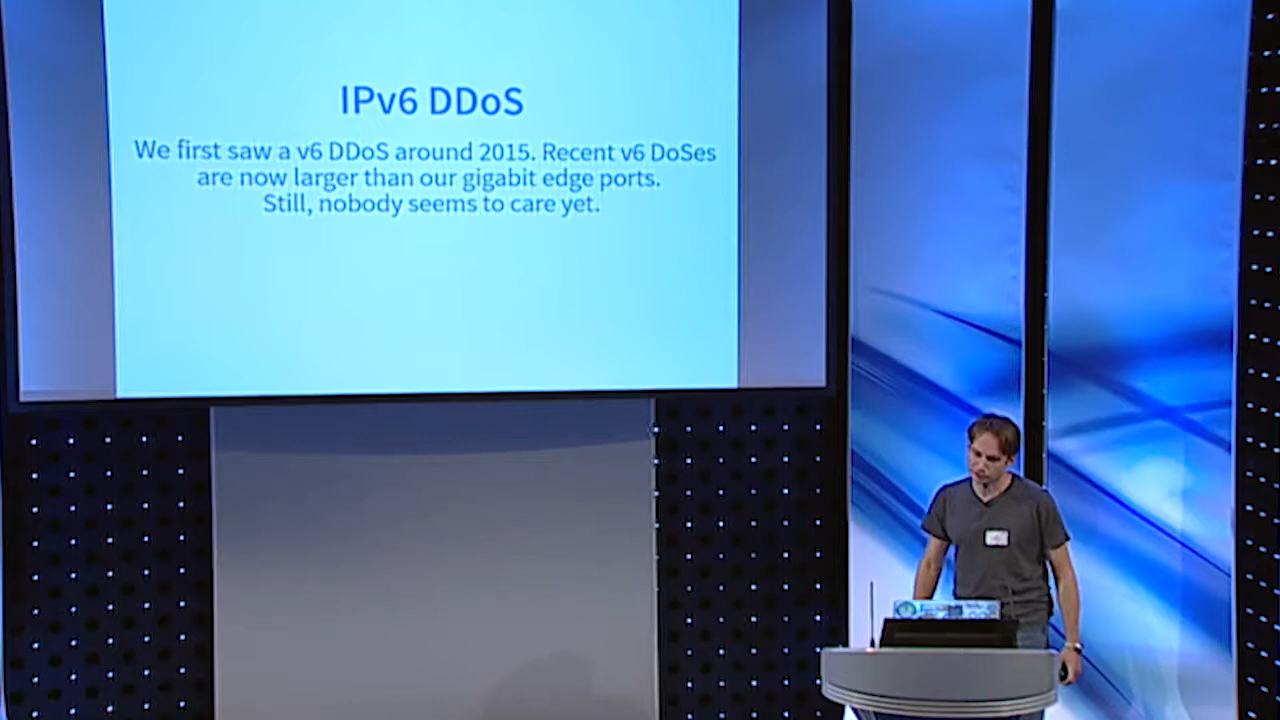 IPv6 DDoS
We first saw a v6 DDoS around 2015. Recent v6 DoSes
are now larger than our gigabit edge ports.
Still, nobody seems to care yet.